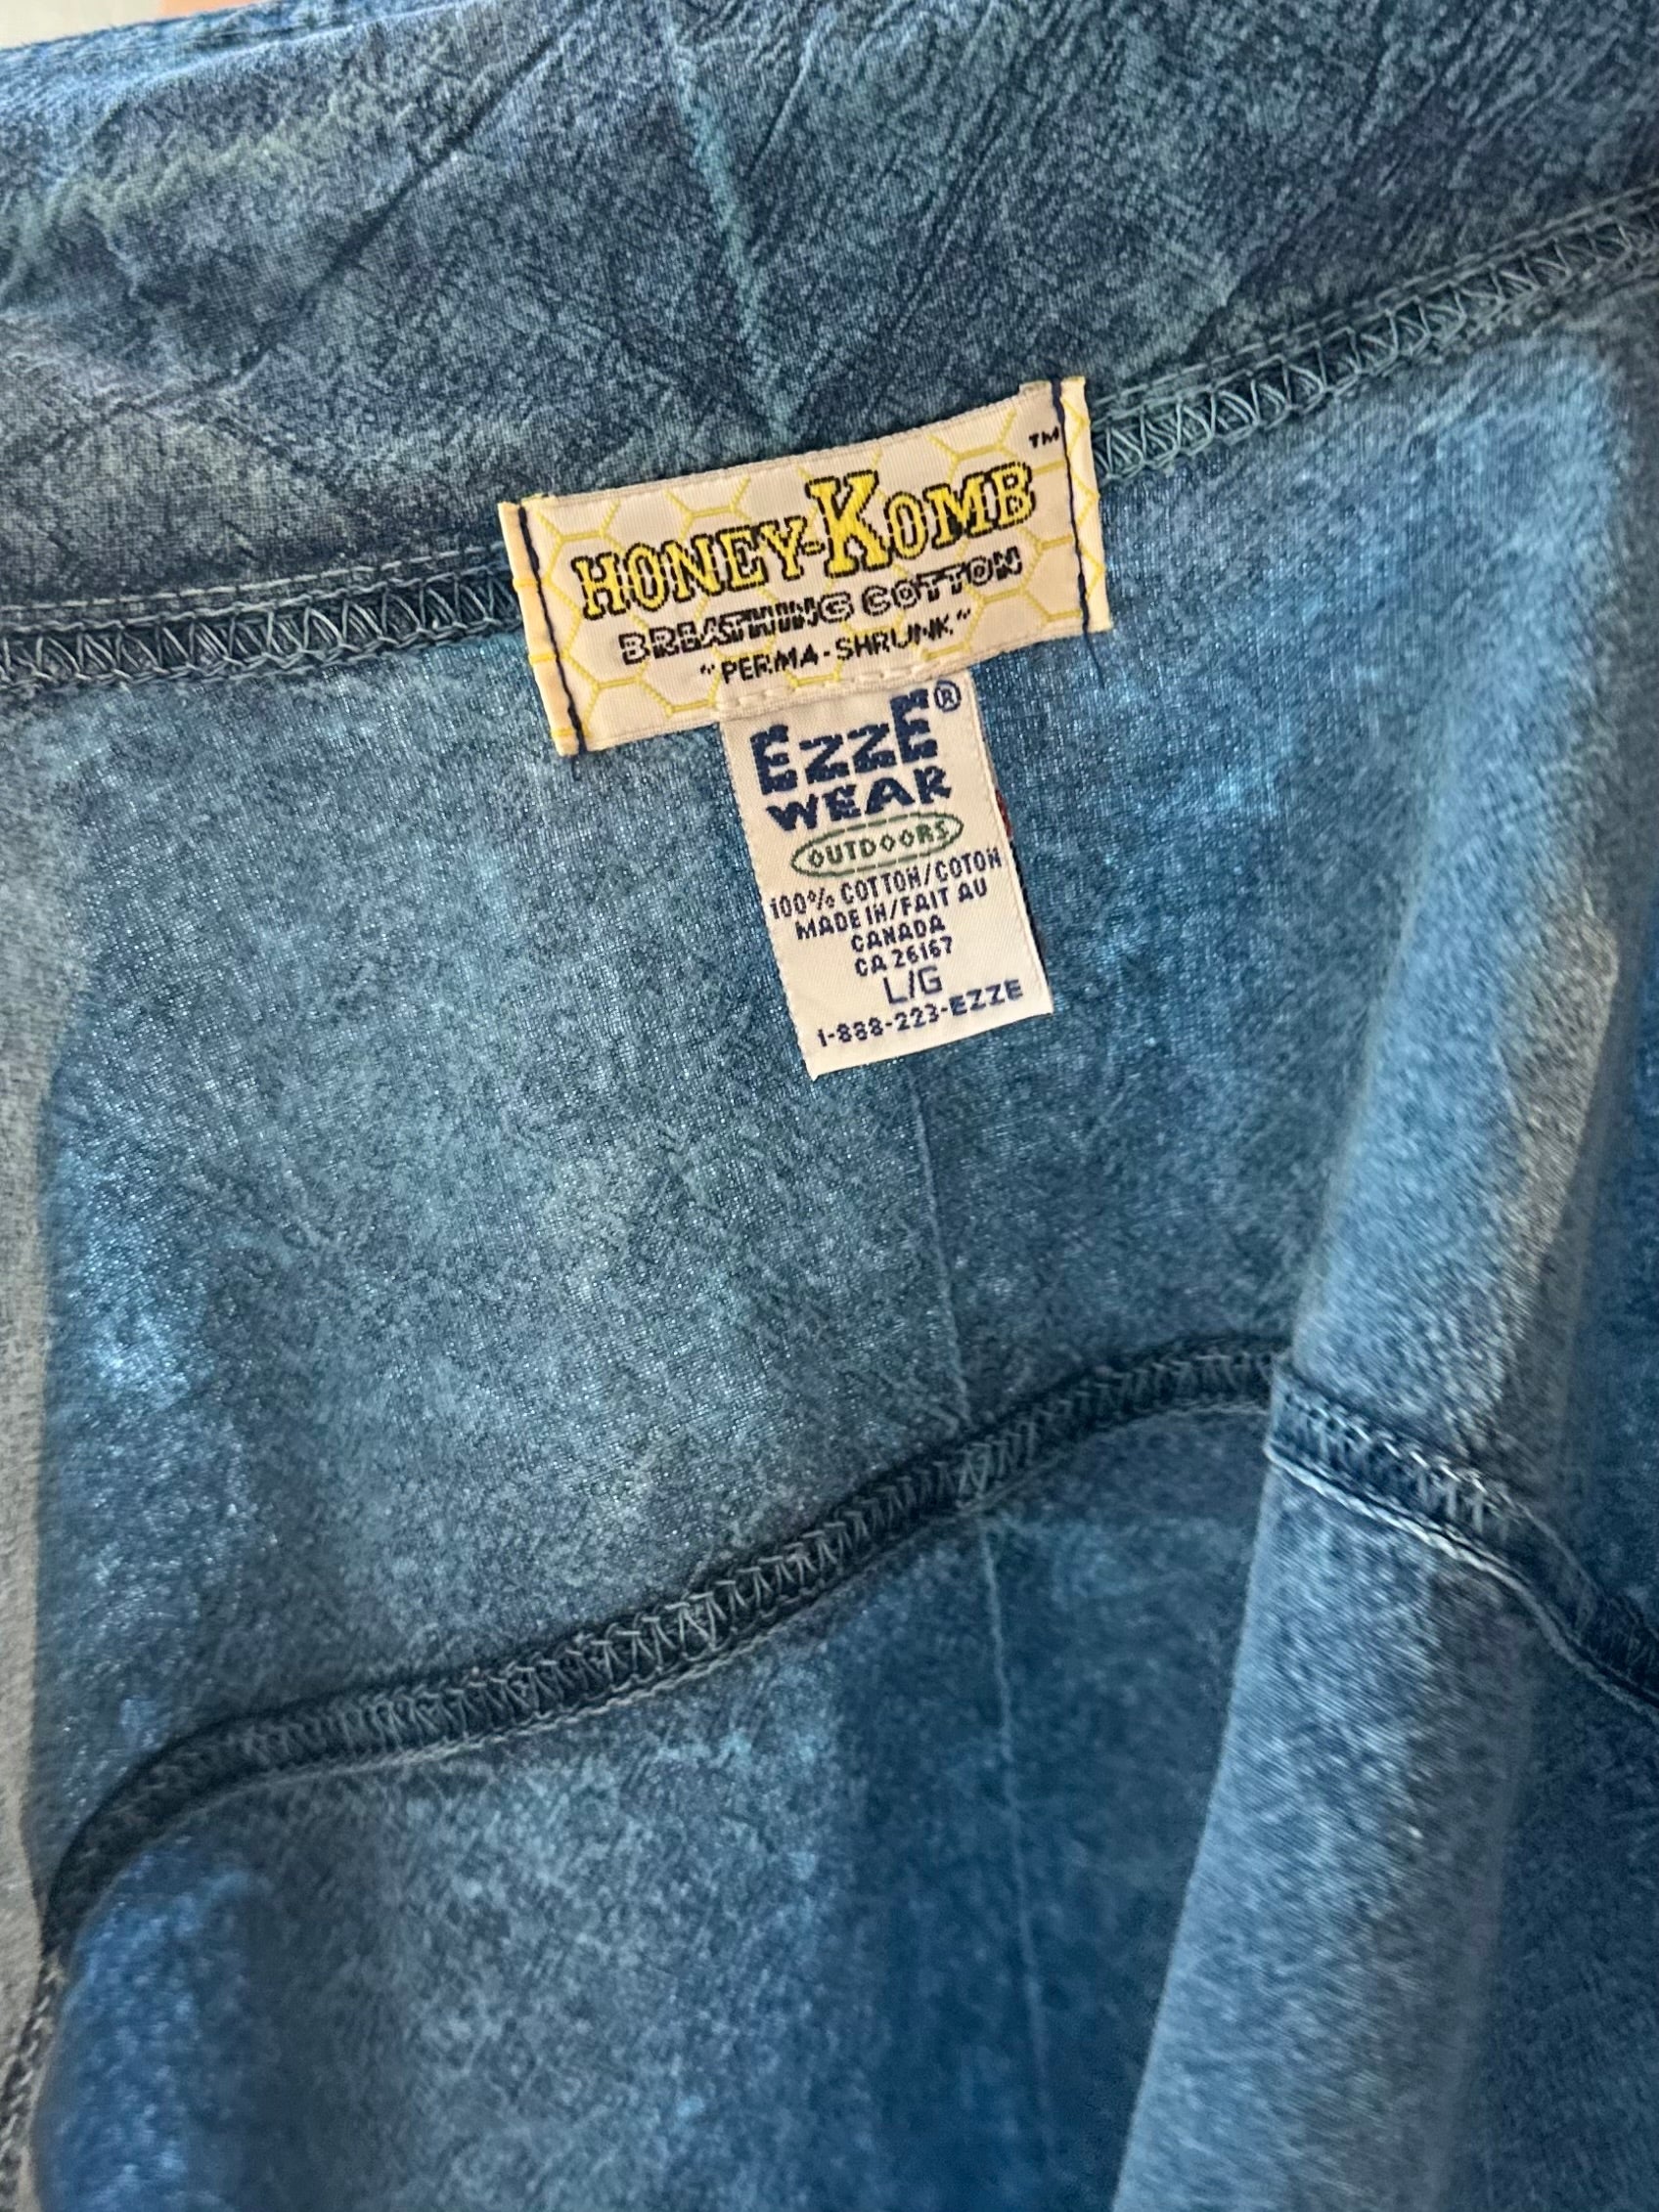 HONEY-KOMB ™
BREATHING COTTON
"PERMA-SHRUNK"
EZZE®
WEAR
OUTDOORS
100% COTTON/COTON
MADE IN/FAIT AU
CANADA
CA 26167
L/G
1-888-223-EZZE